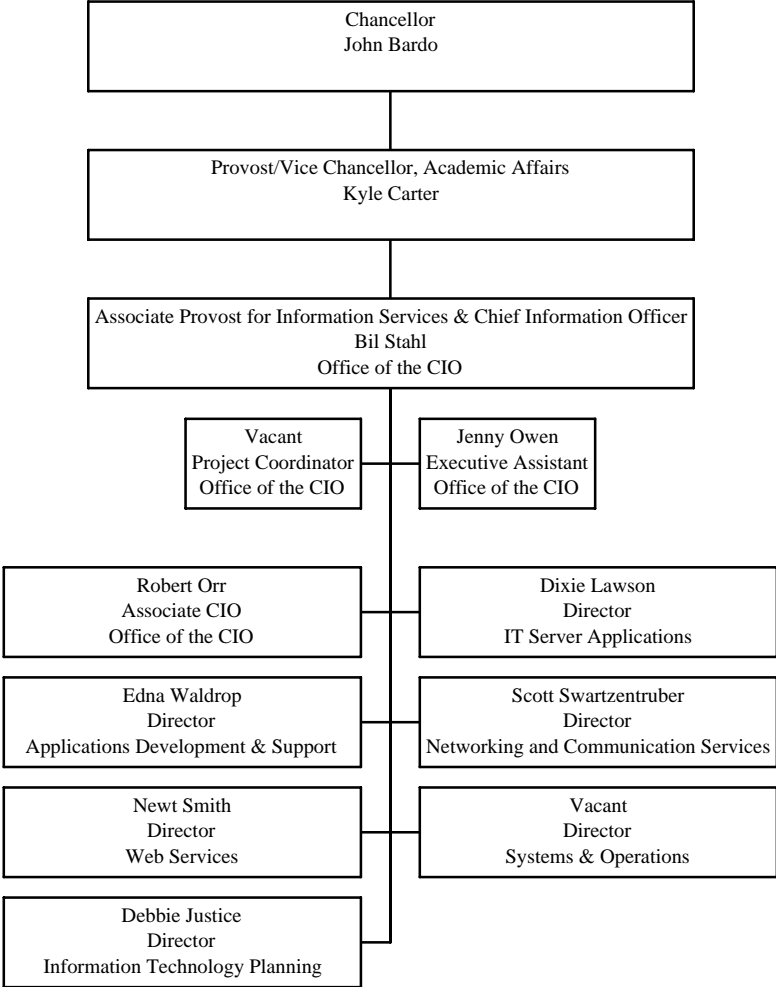 Chancellor
John Bardo
Provost/Vice Chancellor, Academic Affairs
Kyle Carter
Associate Provost for Information Services & Chief Information Officer
Bil Stahl
Office of the CIO
Vacant
Project Coordinator
Office of the CIO
Jenny Owen
Executive Assistant
Office of the CIO
Robert Orr
Associate CIO
Office of the CIO
Dixie Lawson
Director
IT Server Applications
Edna Waldrop
Director
Applications Development & Support
Scott Swartzentruber
Director
Networking and Communication Services
Newt Smith
Director
Web Services
Vacant
Director
Systems & Operations
Debbie Justice
Director
Information Technology Planning